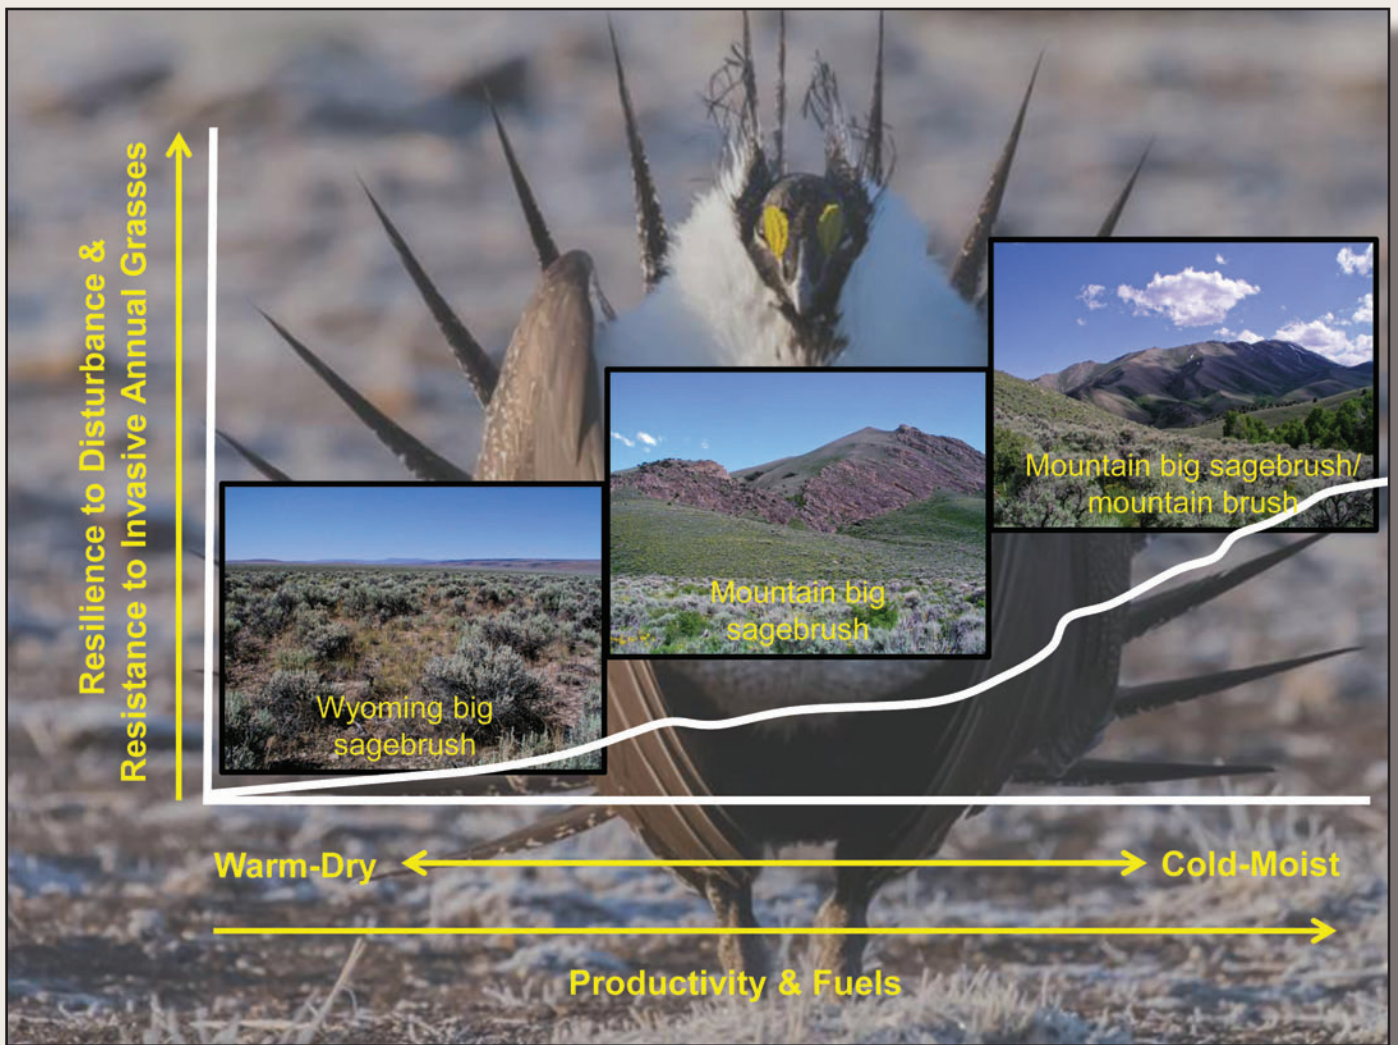 Resilience to Disturbance &
Resistance to Invasive Annual Grasses
Mountain big sagebrush/
mountain brush
Mountain big
sagebrush
Wyoming big
sagebrush
Warm-Dry
Cold-Moist
Productivity & Fuels